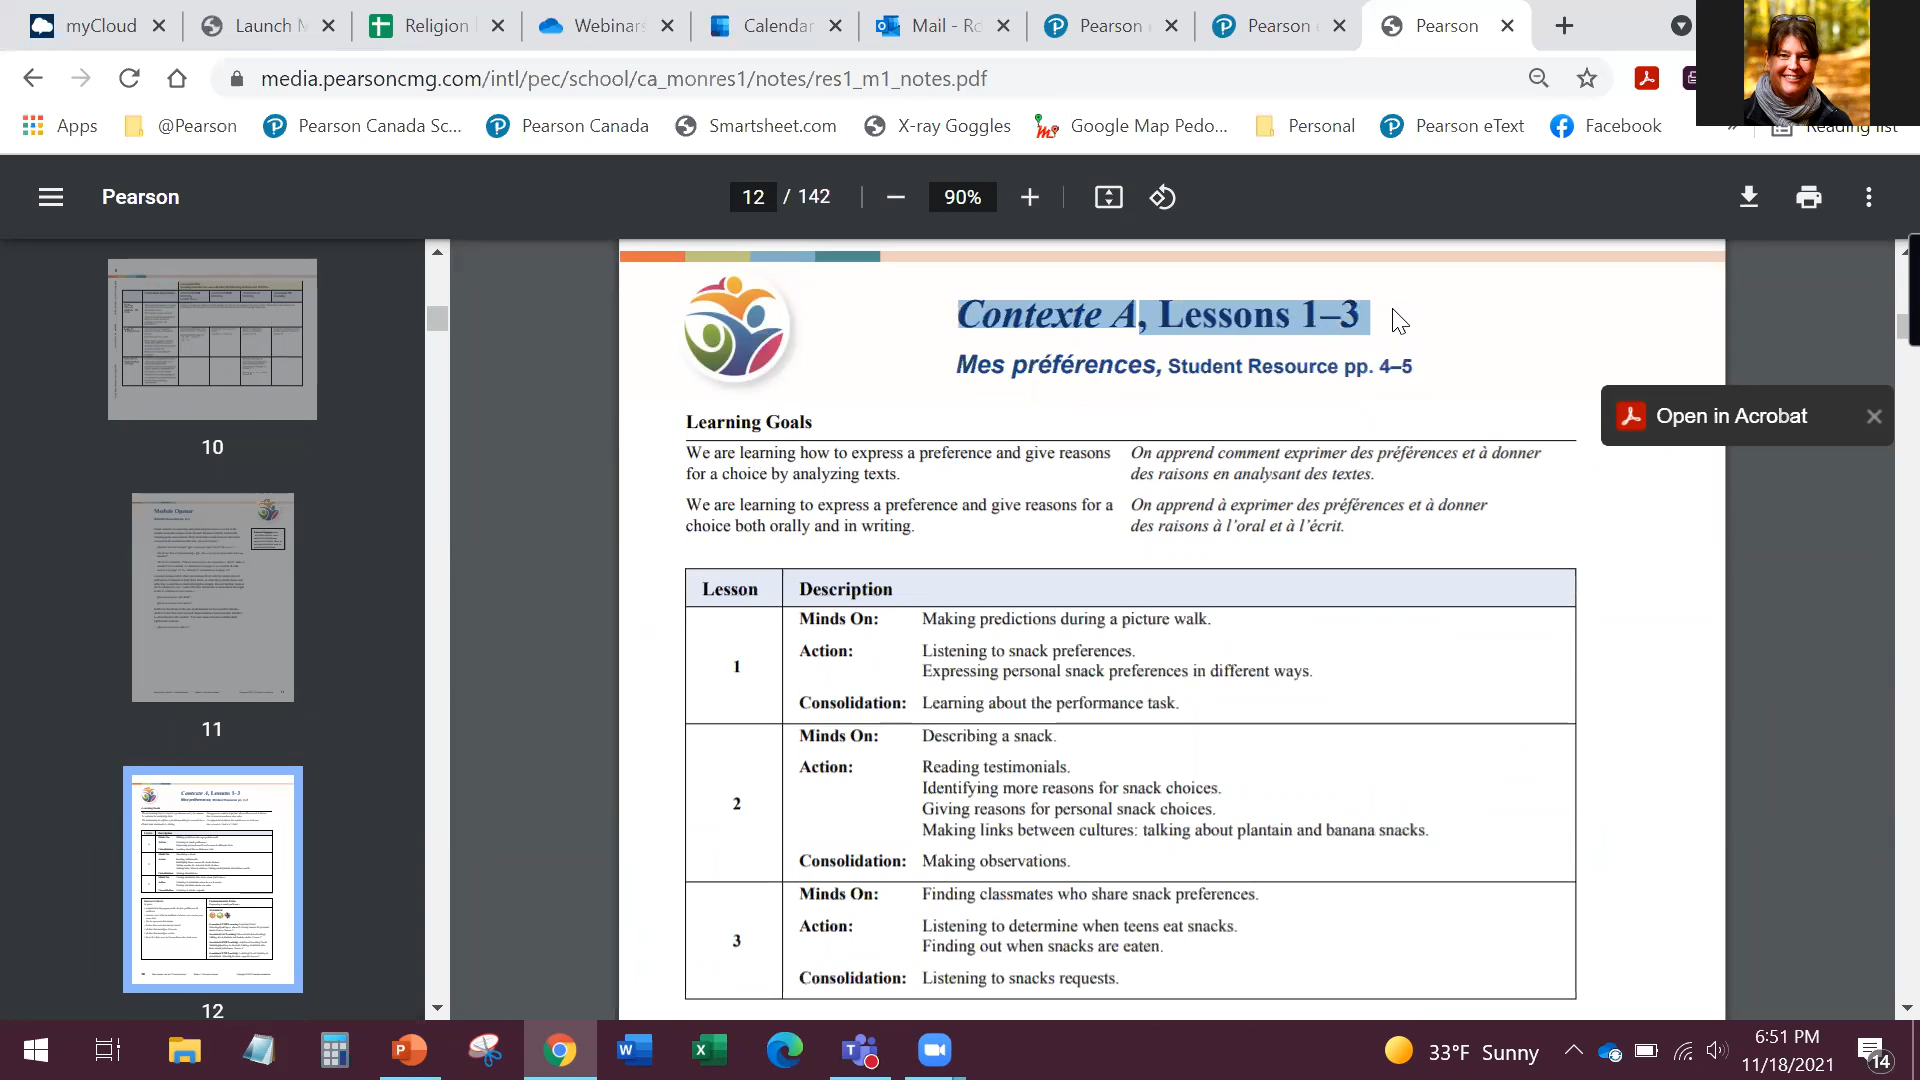 myCloud
Launch M
Religion
Webinars
Calendar
Mail - Ro
Pearson
Pearson
Pearson
media.pearsoncmg.com/intl/pec/school/ca_monres1/notes/res1_m1_notes.pdf
Apps
@Pearson
Pearson Canada Sc...
Pearson Canada
Smartsheet.com
X-ray Goggles
Google Map Pedo...
Personal
Pearson eText
Facebook
Reading list
Pearson
12 / 142
90%
10
Module Opener
11
Contexte A, Lessons 1–3
12
Contexte A, Lessons 1–3
Mes préférences, Student Resource pp. 4–5
Open in Acrobat
Learning Goals
We are learning how to express a preference and give reasons
for a choice by analyzing texts.
On apprend comment exprimer des préférences et à donner
des raisons en analysant des textes.
We are learning to express a preference and give reasons for a
choice both orally and in writing.
On apprend à exprimer des préférences et à donner
des raisons à l'oral et à l'écrit.
Lesson Description
1
Minds On: Making predictions during a picture walk.
Action: Listening to snack preferences.
Expressing personal snack preferences in different ways.
Consolidation: Learning about the performance task.
2
Minds On: Describing a snack.
Action: Reading testimonials.
Identifying more reasons for snack choices.
Giving reasons for personal snack choices.
Making links between cultures: talking about plantain and banana snacks.
Consolidation: Making observations.
3
Minds On: Finding classmates who share snack preferences.
Action: Listening to determine when teens eat snacks.
Finding out when snacks are eaten.
Consolidation: Listening to snacks requests.
33°F Sunny
6:51 PM
11/18/2021
14